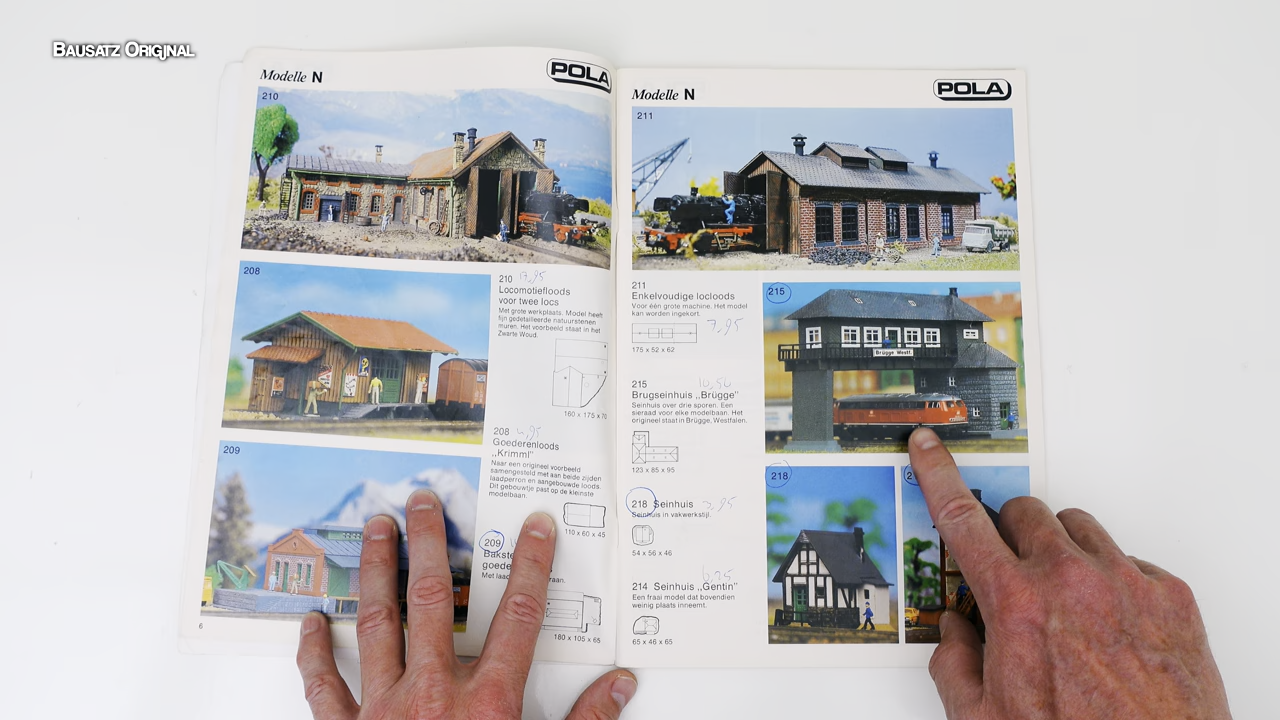 BAUSATZ ORIGINAL
Modelle N
POLA
210
208
209
210
Locomotiefloods
voor twee locs
Met grote werkplaats. Model heeft
fijn gedetailleerde natuurstenen
muren. Het voorbeeld staat in het
Zwarte Woud.
160 x 175 x 70
208
Goederenloods
„Krimml”
Naar een origineel voorbeeld
samengesteld met aan beide zijden
laadperron en aangebouwde loods.
Dit gebouwtje past op de kleinste
modelbaan.
110 x 60 x 45
209
Bakst
goede
Met laad
180 x 105 x 65
6
Modelle N
POLA
211
211
Enkelvoudige locloods
Voor één grote machine. Het model
kan worden ingekort.
7,95
175 x 52 x 62
215
215
Brugseinhuis „Brügge”
Seinhuis over drie sporen. Een
sieraad voor elke modelbaan. Het
origineel staat in Brügge, Westfalen.
123 x 85 x 95
Brügge Westf.
218
218 Seinhuis
Seinhuis in vakwerkstijl.
54 x 56 x 46
214 Seinhuis „Gentin”
Een fraai model dat bovendien
weinig plaats inneemt.
65 x 46 x 65